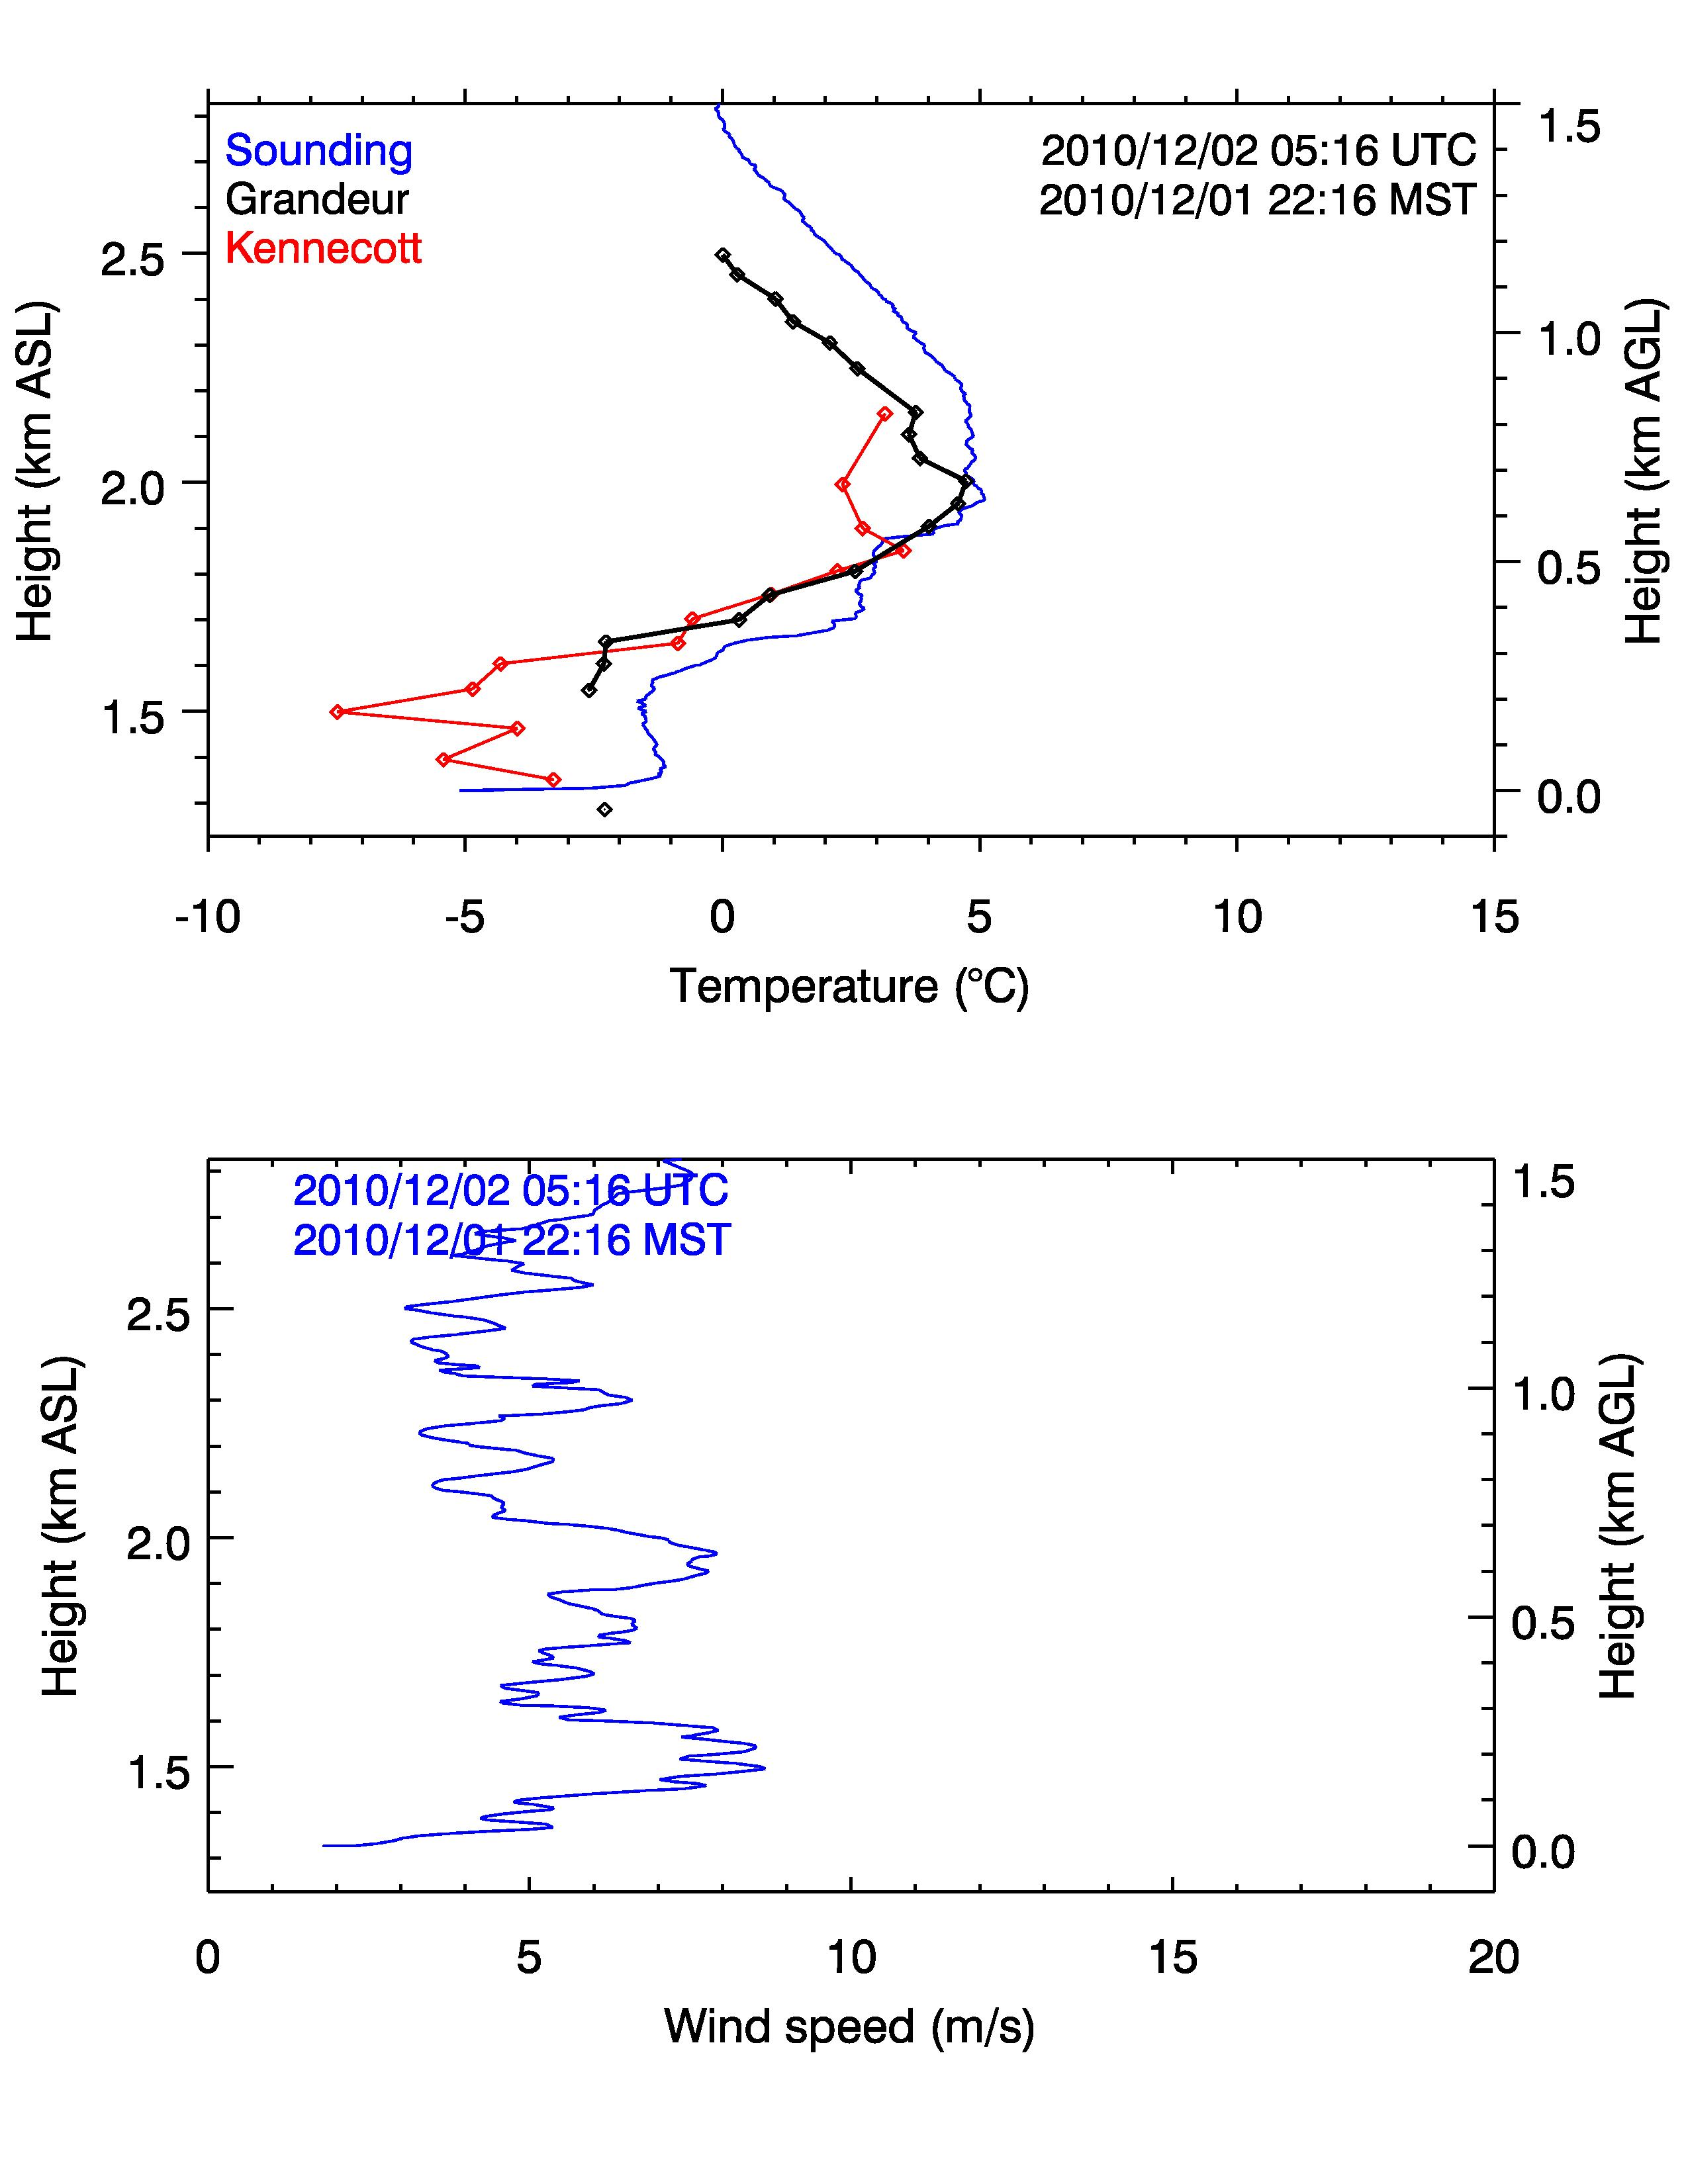 Sounding
Grandeur
Kennecott
2010/12/02 05:16 UTC
2010/12/01 22:16 MST
2.5
2.0
1.5
Height (km ASL)
1.5
1.0
0.5
0.0
Height (km AGL)
-10 -5 0 5 10 15
Temperature (°C)
2010/12/02 05:16 UTC
2010/12/01 22:16 MST
2.5
2.0
1.5
Height (km ASL)
1.5
1.0
0.5
0.0
Height (km AGL)
0 5 10 15 20
Wind speed (m/s)